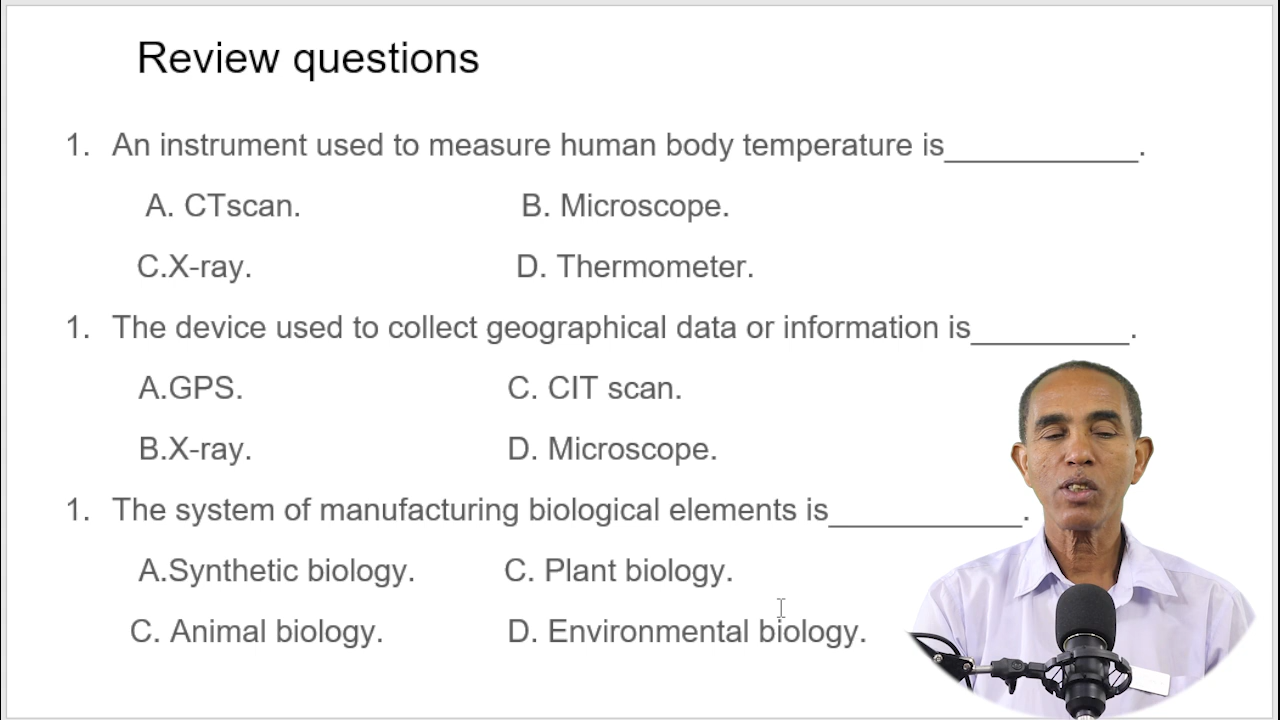 Review questions
1. An instrument used to measure human body temperature is____________.
A. CTscan. B. Microscope.
C.X-ray. D. Thermometer.
1. The device used to collect geographical data or information is__________.
A.GPS. C. CIT scan.
B.X-ray. D. Microscope.
1. The system of manufacturing biological elements is____________.
A.Synthetic biology. C. Plant biology.
C. Animal biology. D. Environmental biology.